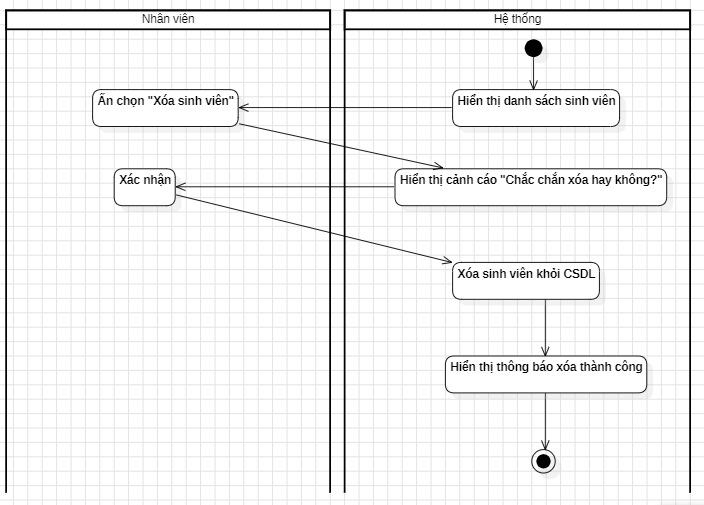 Nhân viên
Hệ thống
Hiển thị danh sách sinh viên
Ấn chọn "Xóa sinh viên"
Hiển thị cảnh cáo "Chắc chắn xóa hay không?"
Xác nhận
Xóa sinh viên khỏi CSDL
Hiển thị thông báo xóa thành công